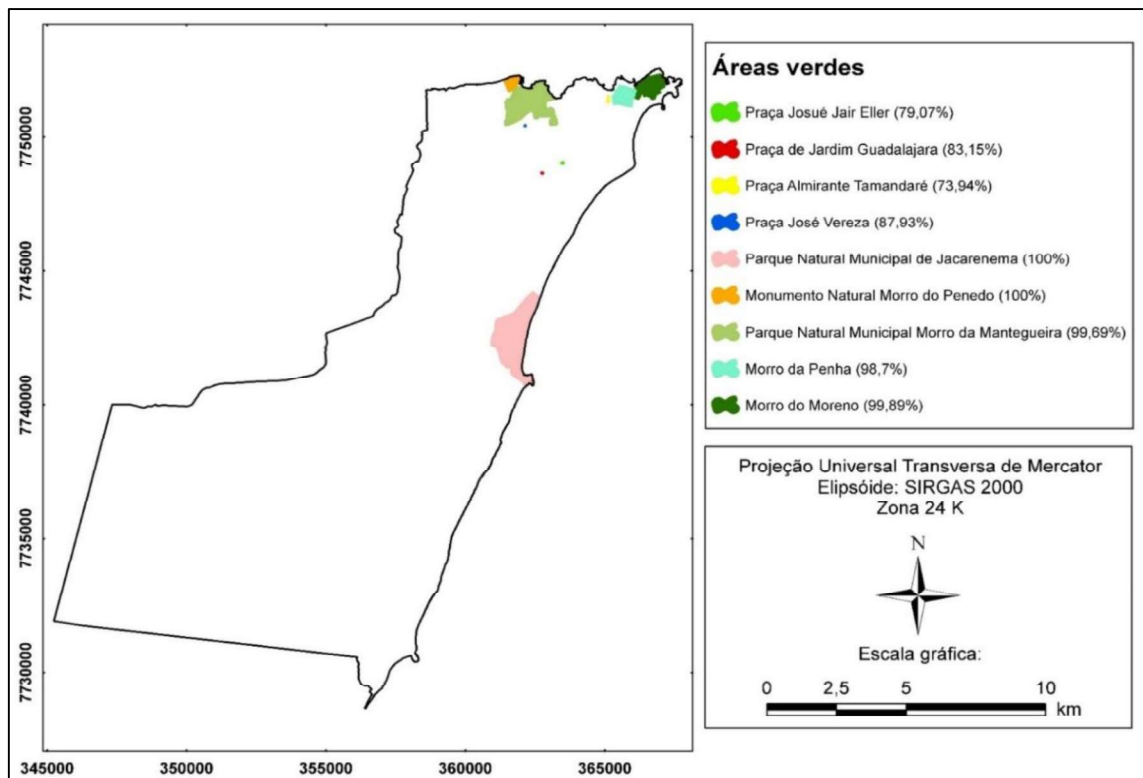 7750000
7745000
7740000
7735000
7730000
345000 350000 355000 360000 365000
Áreas verdes
Praça Josué Jair Eller (79,07%)
Praça de Jardim Guadalajara (83,15%)
Praça Almirante Tamandaré (73,94%)
Praça José Vereza (87,93%)
Parque Natural Municipal de Jacarenema (100%)
Monumento Natural Morro do Penedo (100%)
Parque Natural Municipal Morro da Mantegueira (99,69%)
Morro da Penha (98,7%)
Morro do Moreno (99,89%)
Projeção Universal Transversa de Mercator
Elipsóide: SIRGAS 2000
Zona 24 K
N
Escala gráfica:
0 2,5 5 10
km